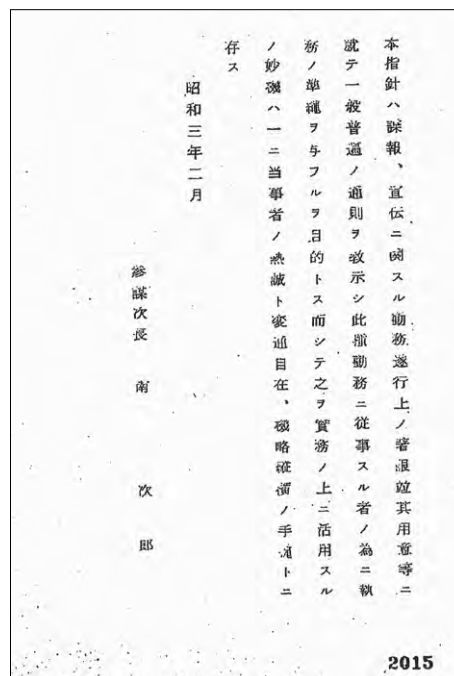 本指針ハ諜報、宣伝ニ関スル勤務遂行上ノ著眼並其用意等ニ
就テ一般普遍ノ通則ヲ教示シ此種勤務ニ従事スル者ノ為ニ執
務ノ準縄ヲ与フルヲ目的トス而シテ之ヲ實務ノ上ニ活用スル
ノ妙機ハ一ニ当事者ノ熱誠ト変通自在、機略縦横ノ手腕トニ
存ス
昭和三年二月
參謀次長 南 次郎
2015